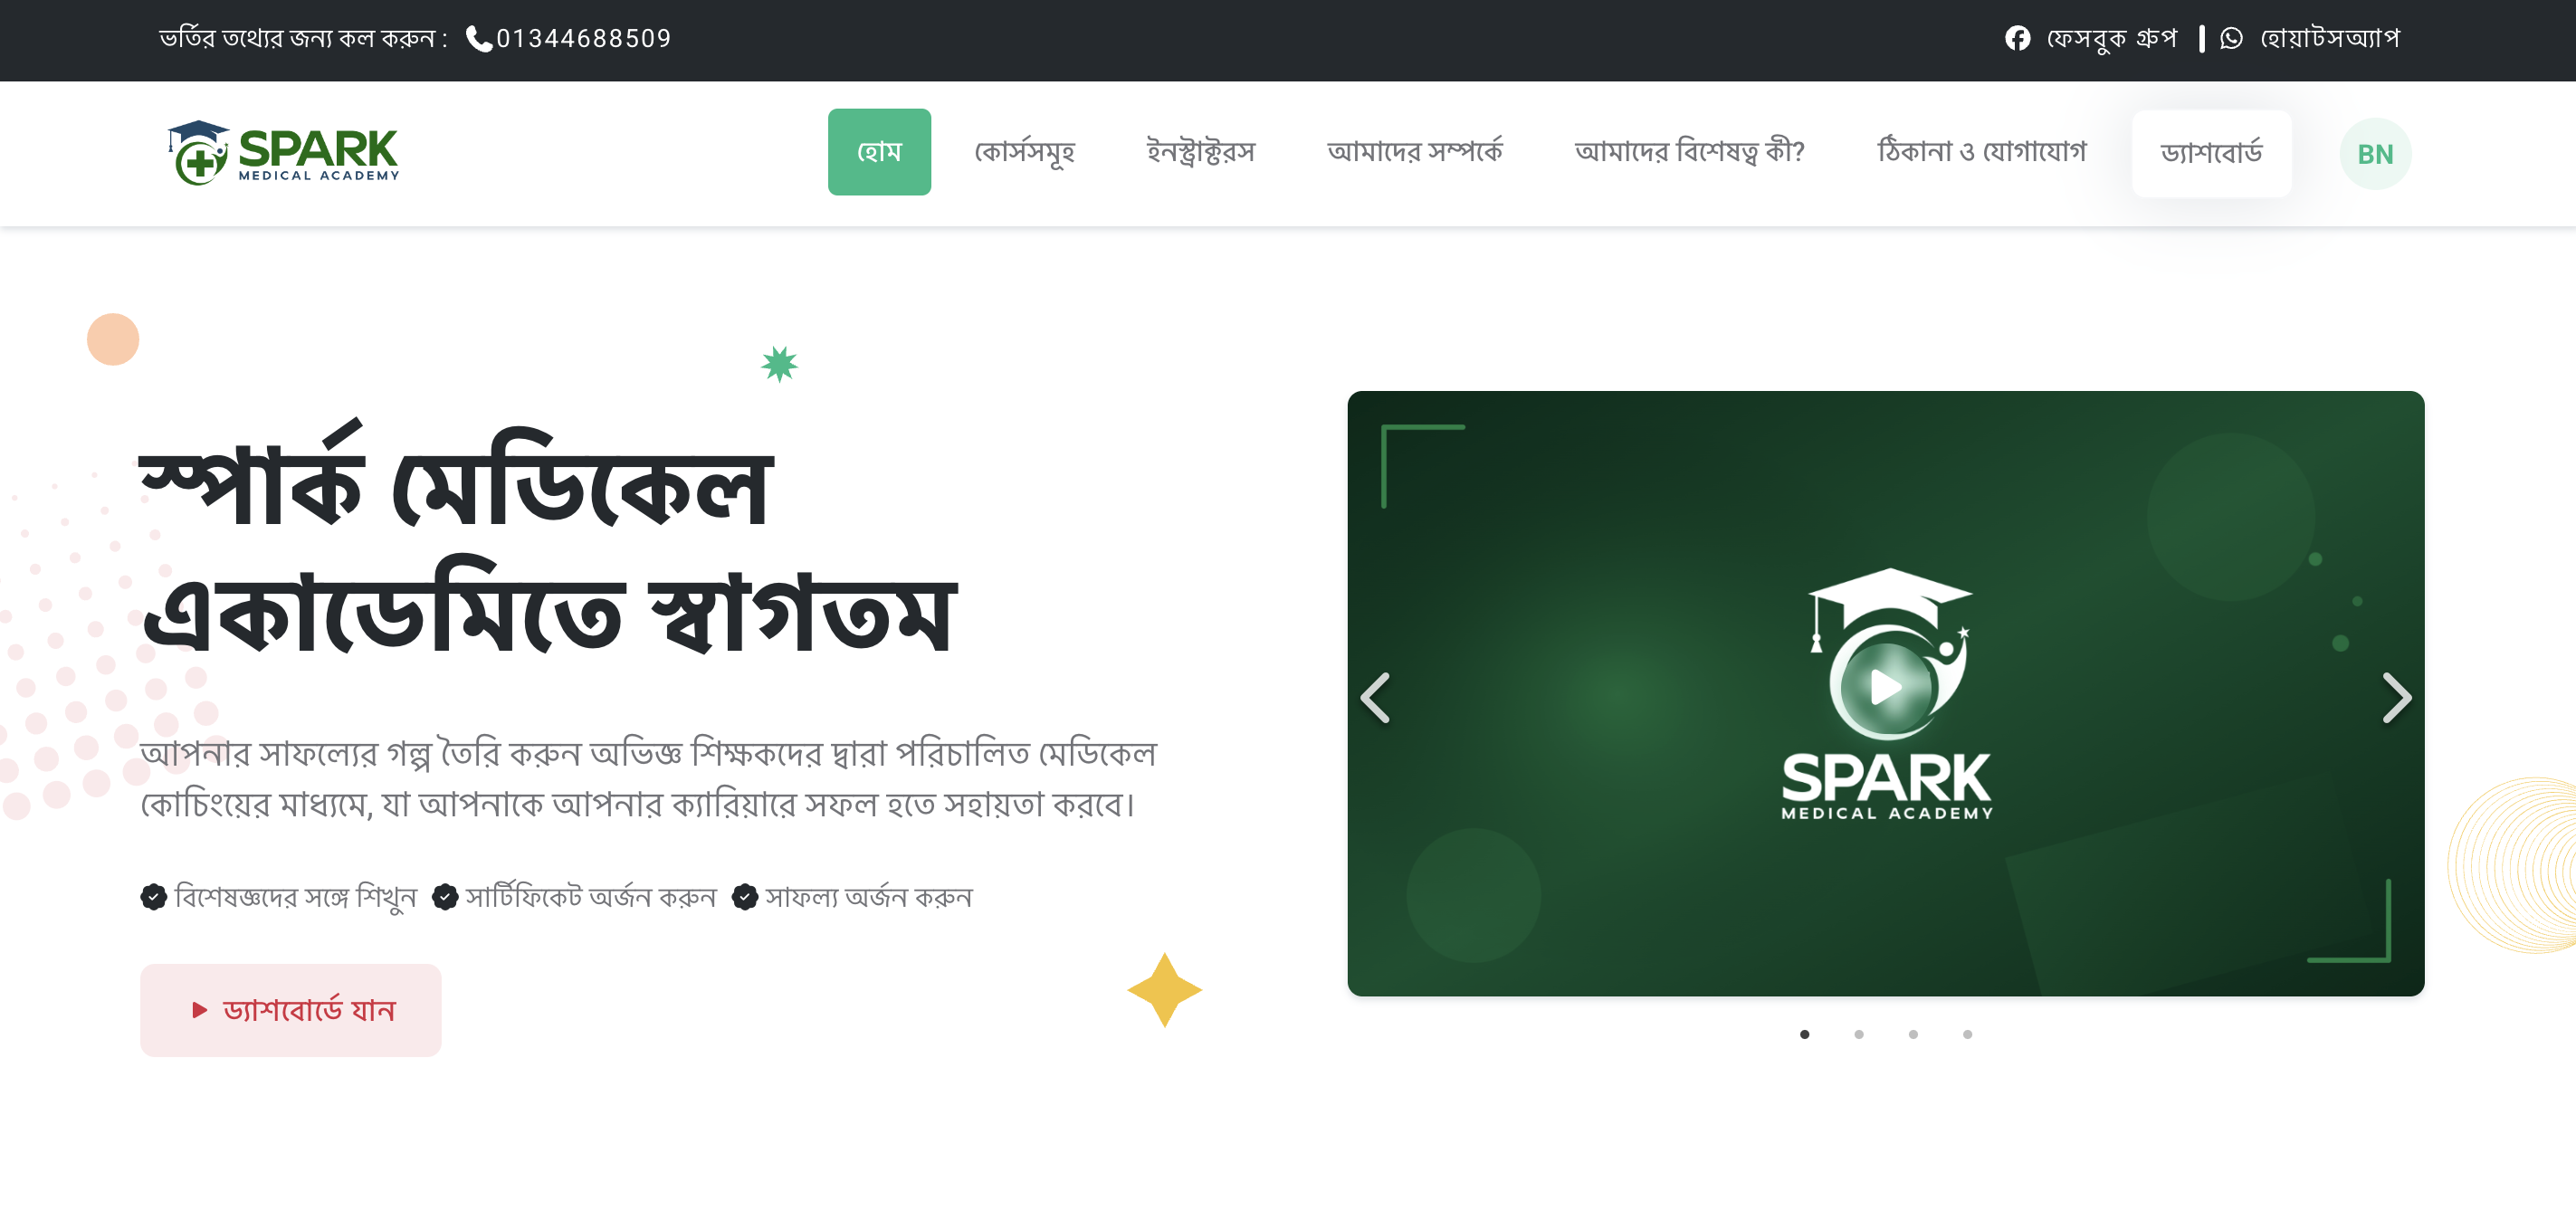 ভর্তির তথ্যের জন্য কল করুন : 01344688509
ফেসবুক গ্রুপ
হোয়াটসঅ্যাপ
SPARK
MEDICAL ACADEMY
হোম
কোর্সসমূহ
ইনস্ট্রাক্টরস
আমাদের সম্পর্কে
আমাদের বিশেষত্ব কী?
ঠিকানা ও যোগাযোগ
ড্যাশবোর্ড
BN
স্পার্ক মেডিকেল
একাডেমিতে স্বাগতম
আপনার সাফল্যের গল্প তৈরি করুন অভিজ্ঞ শিক্ষকদের দ্বারা পরিচালিত মেডিকেল
কোচিংয়ের মাধ্যমে, যা আপনাকে আপনার ক্যারিয়ারে সফল হতে সহায়তা করবে।
বিশেষজ্ঞদের সঙ্গে শিখুন
সার্টিফিকেট অর্জন করুন
সাফল্য অর্জন করুন
ড্যাশবোর্ডে যান
SPARK
MEDICAL ACADEMY